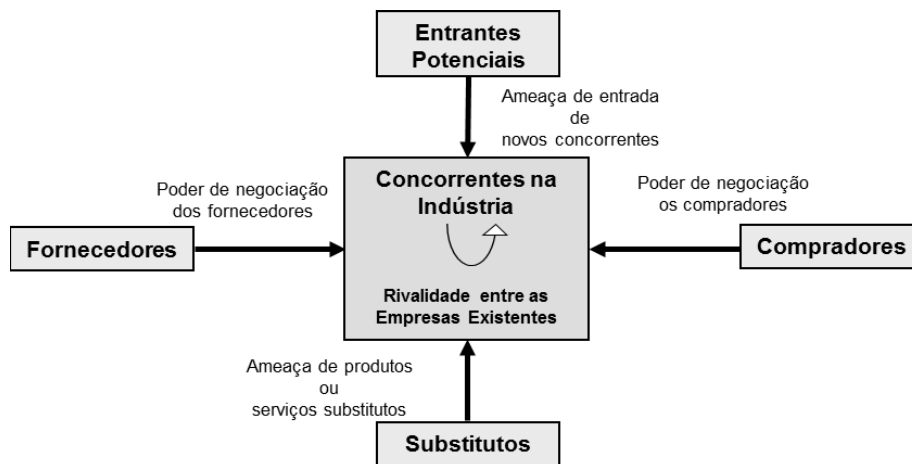 Entrantes
Potenciais
Ameaça de entrada
de
novos concorrentes
Concorrentes na
Indústria
Poder de negociação
dos fornecedores
Poder de negociação
os compradores
Fornecedores
Compradores
Rivalidade entre as
Empresas Existentes
Ameaça de produtos
ou
serviços substitutos
Substitutos